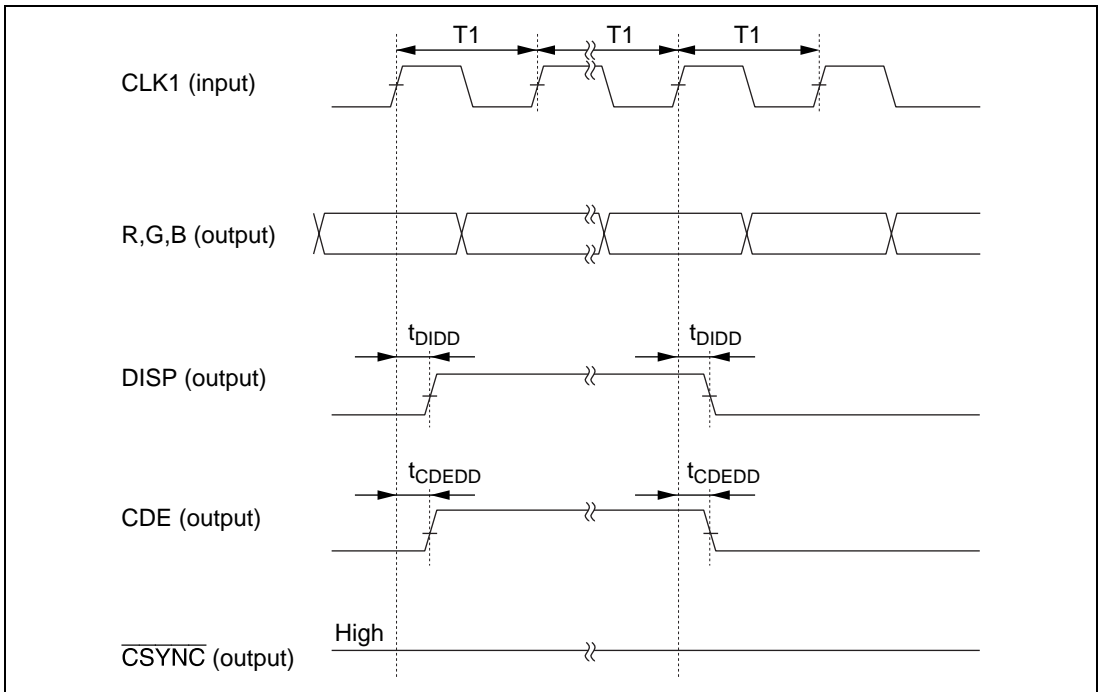 T1 T1 T1
CLK1 (input)
R,G,B (output)
tDIDD tDIDD
DISP (output)
tCDEDD tCDEDD
CDE (output)
High
CSYNC (output)